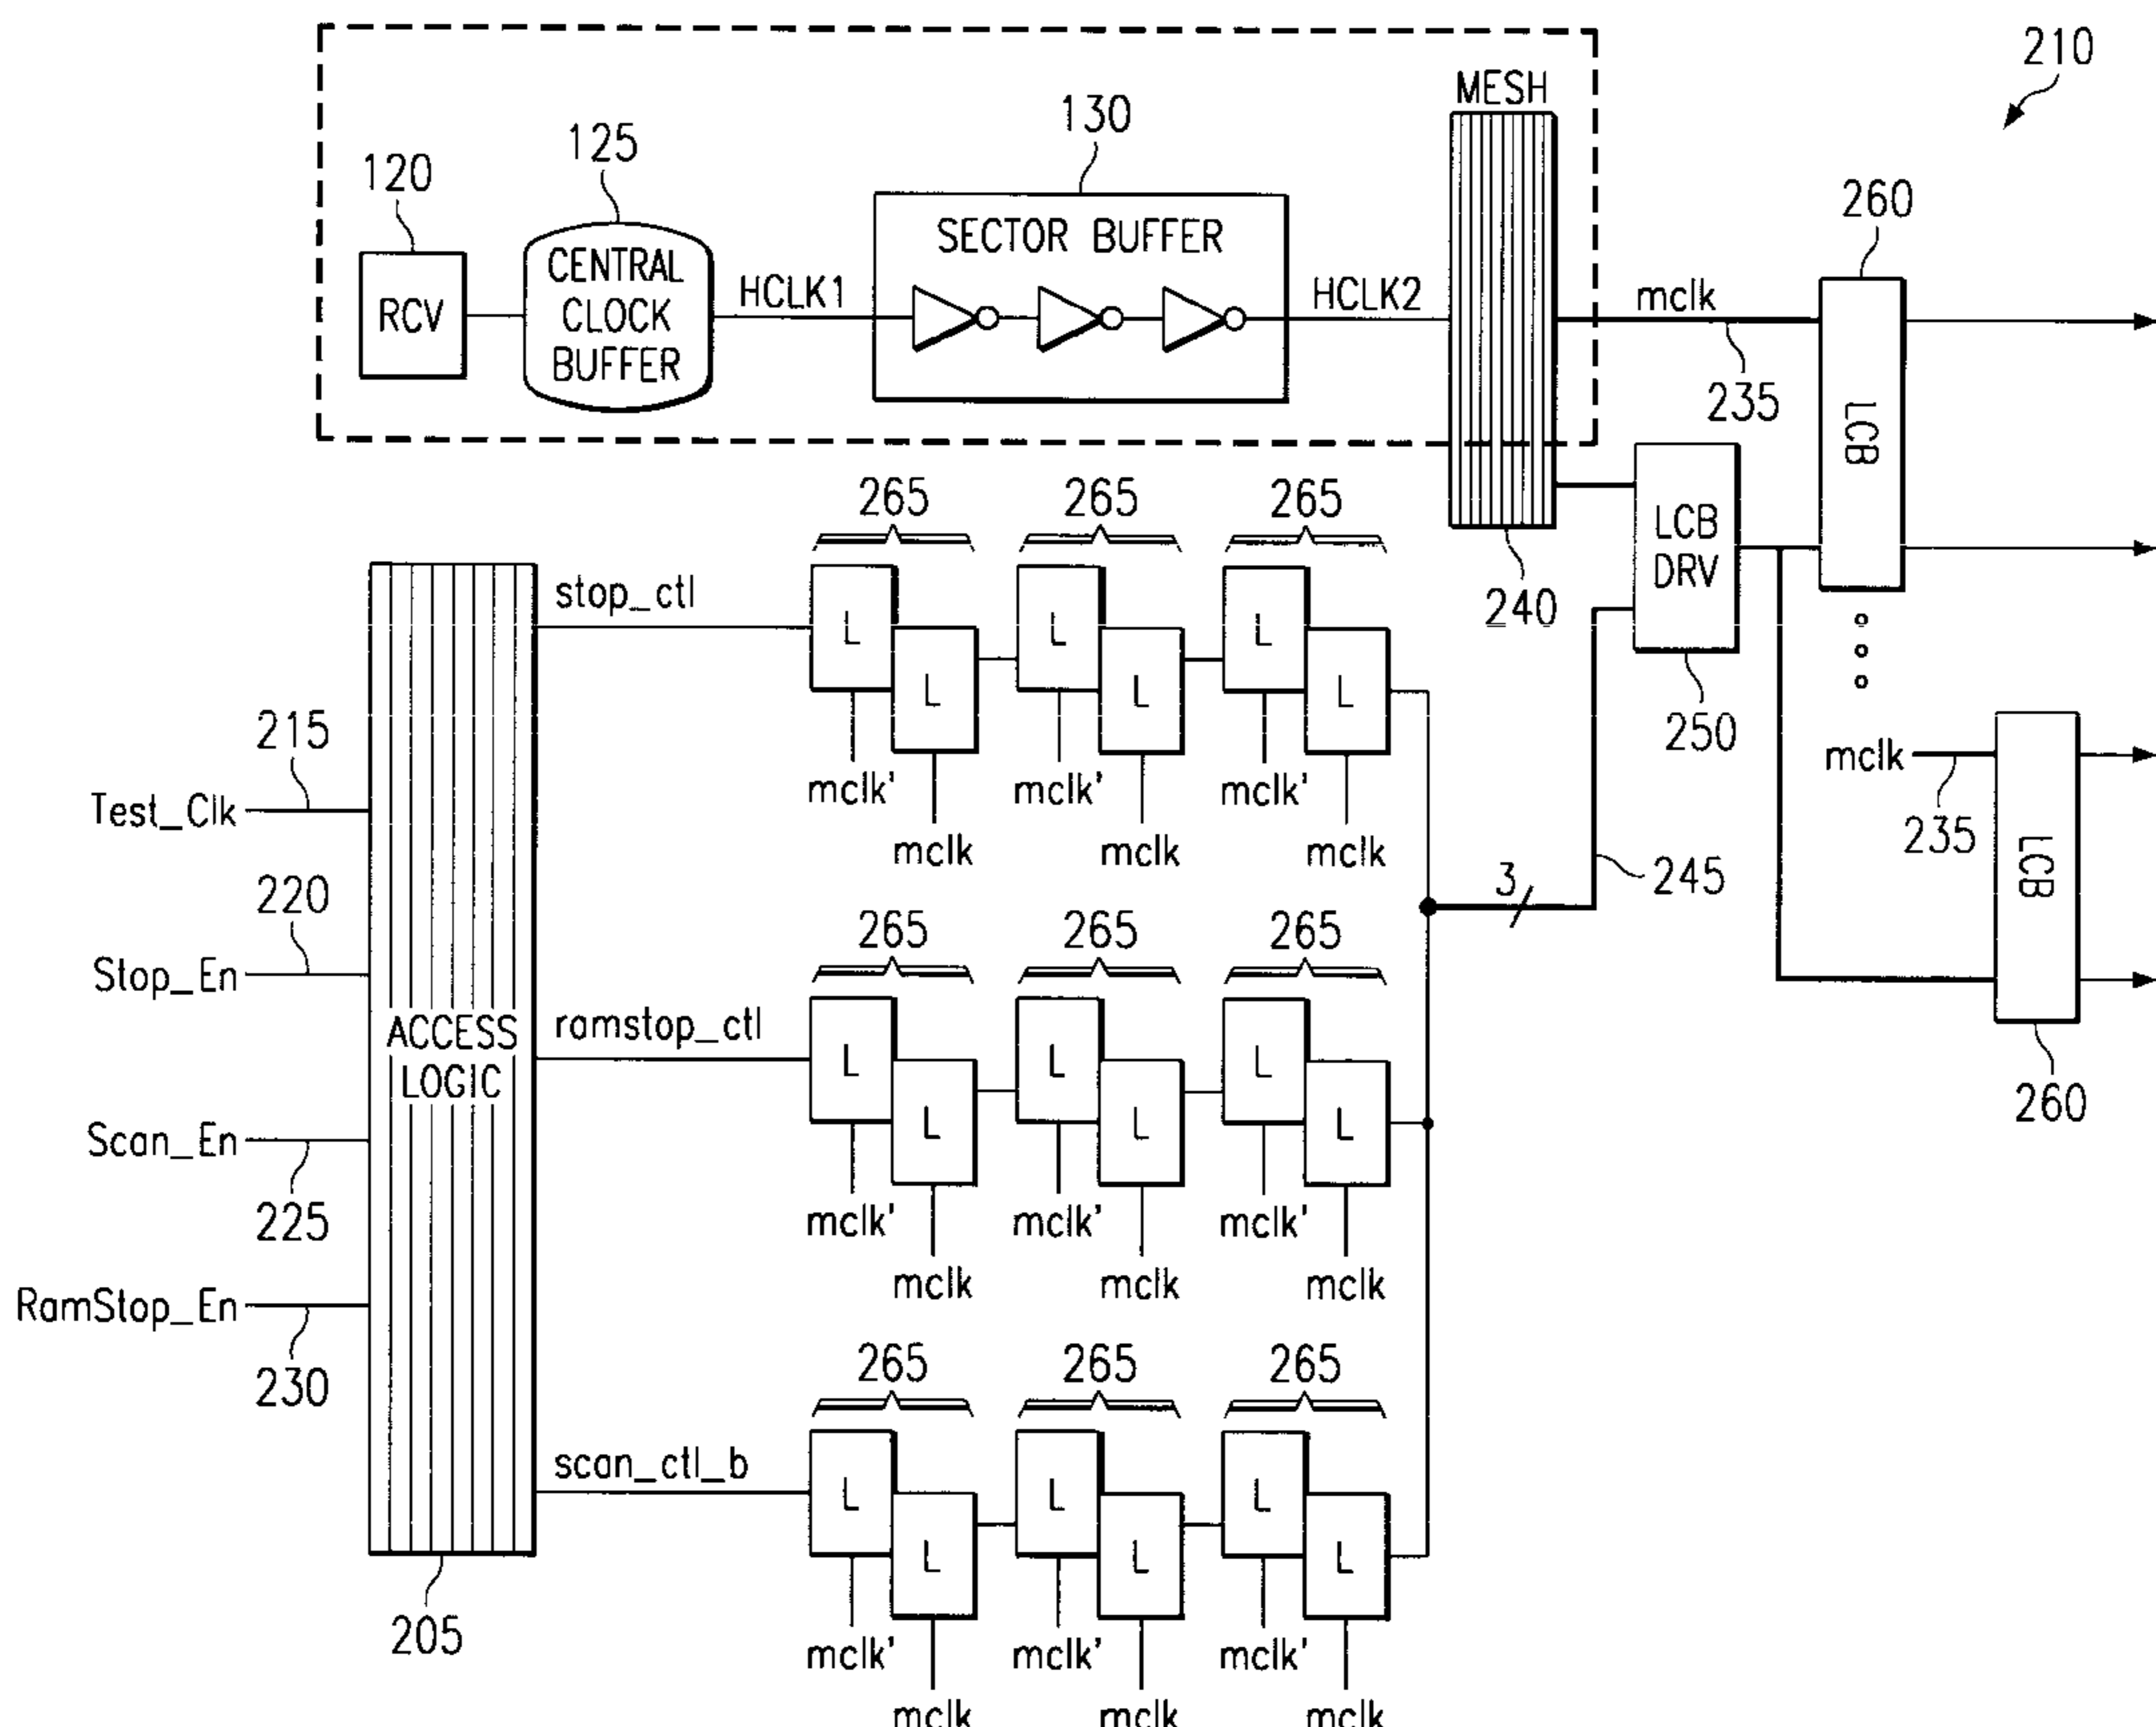 210
MESH
130
125
120
260
SECTOR BUFFER
CENTRAL
CLOCK
BUFFER
RCV
HCLK1
HCLK2
mclk
235
LCB
265
265
265
LCB
DRV
240
250
stop_ctl
L
L
L
L
L
L
mclk'
mclk'
mclk'
mclk
mclk
mclk
mclk
235
LCB
260
215
Test_Clk
220
Stop_En
3
245
265
265
265
ACCESS
LOGIC
ramstop_ctl
L
L
L
L
L
L
Scan_En
225
mclk'
mclk'
mclk'
mclk
mclk
mclk
RamStop_En
230
265
265
265
scan_ctl_b
L
L
L
L
L
L
205
mclk'
mclk'
mclk'
mclk
mclk
mclk